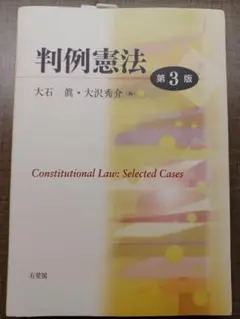 判例憲法
第3版
大石 眞・大沢秀介(編)
Constitutional Law: Selected Cases
有斐閣